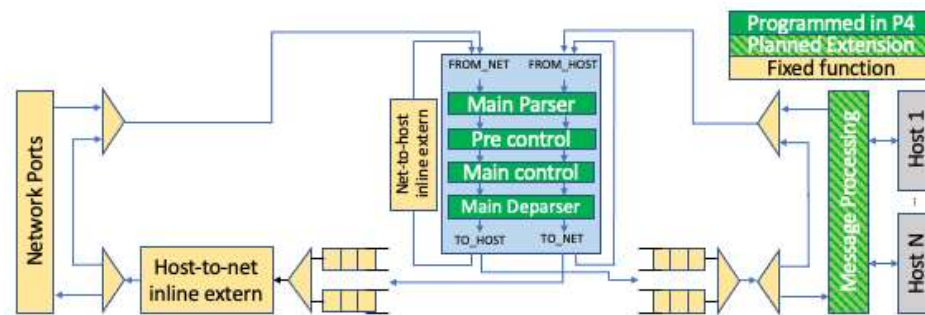 Programmed in P4
Planned Extension
Fixed function
FROM_NET
FROM_HOST
Main Parser
Pre control
Main control
Main Deparser
TO_HOST
TO_NET
Net-to-host
inline extern
Network Ports
Host-to-net
inline extern
Message Processing
Host 1
Host N